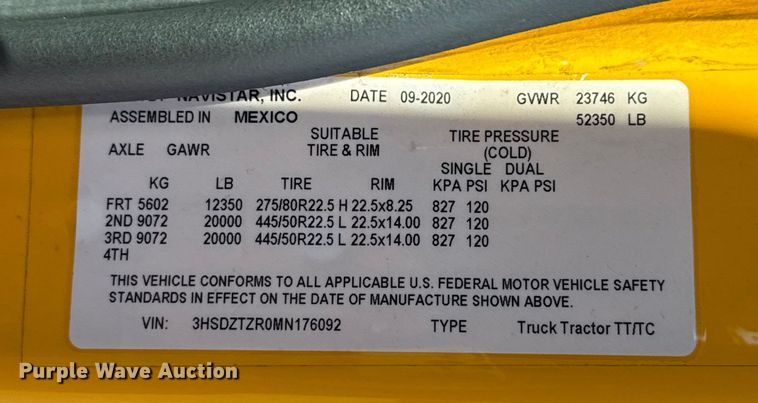 NAVISTAR, INC. DATE 09-2020 GVWR 23746 KG
ASSEMBLED IN MEXICO 52350 LB
SUITABLE TIRE PRESSURE
AXLE GAWR TIRE & RIM (COLD)
SINGLE DUAL
KG LB TIRE RIM KPA PSI KPA PSI
FRT 5602 12350 275/80R22.5 H 22.5x8.25 827 120
2ND 9072 20000 445/50R22.5 L 22.5x14.00 827 120
3RD 9072 20000 445/50R22.5 L 22.5x14.00 827 120
4TH
THIS VEHICLE CONFORMS TO ALL APPLICABLE U.S. FEDERAL MOTOR VEHICLE SAFETY
STANDARDS IN EFFECT ON THE DATE OF MANUFACTURE SHOWN ABOVE.
VIN: 3HSDZTZR0MN176092 TYPE Truck Tractor TT/TC
Purple Wave Auction